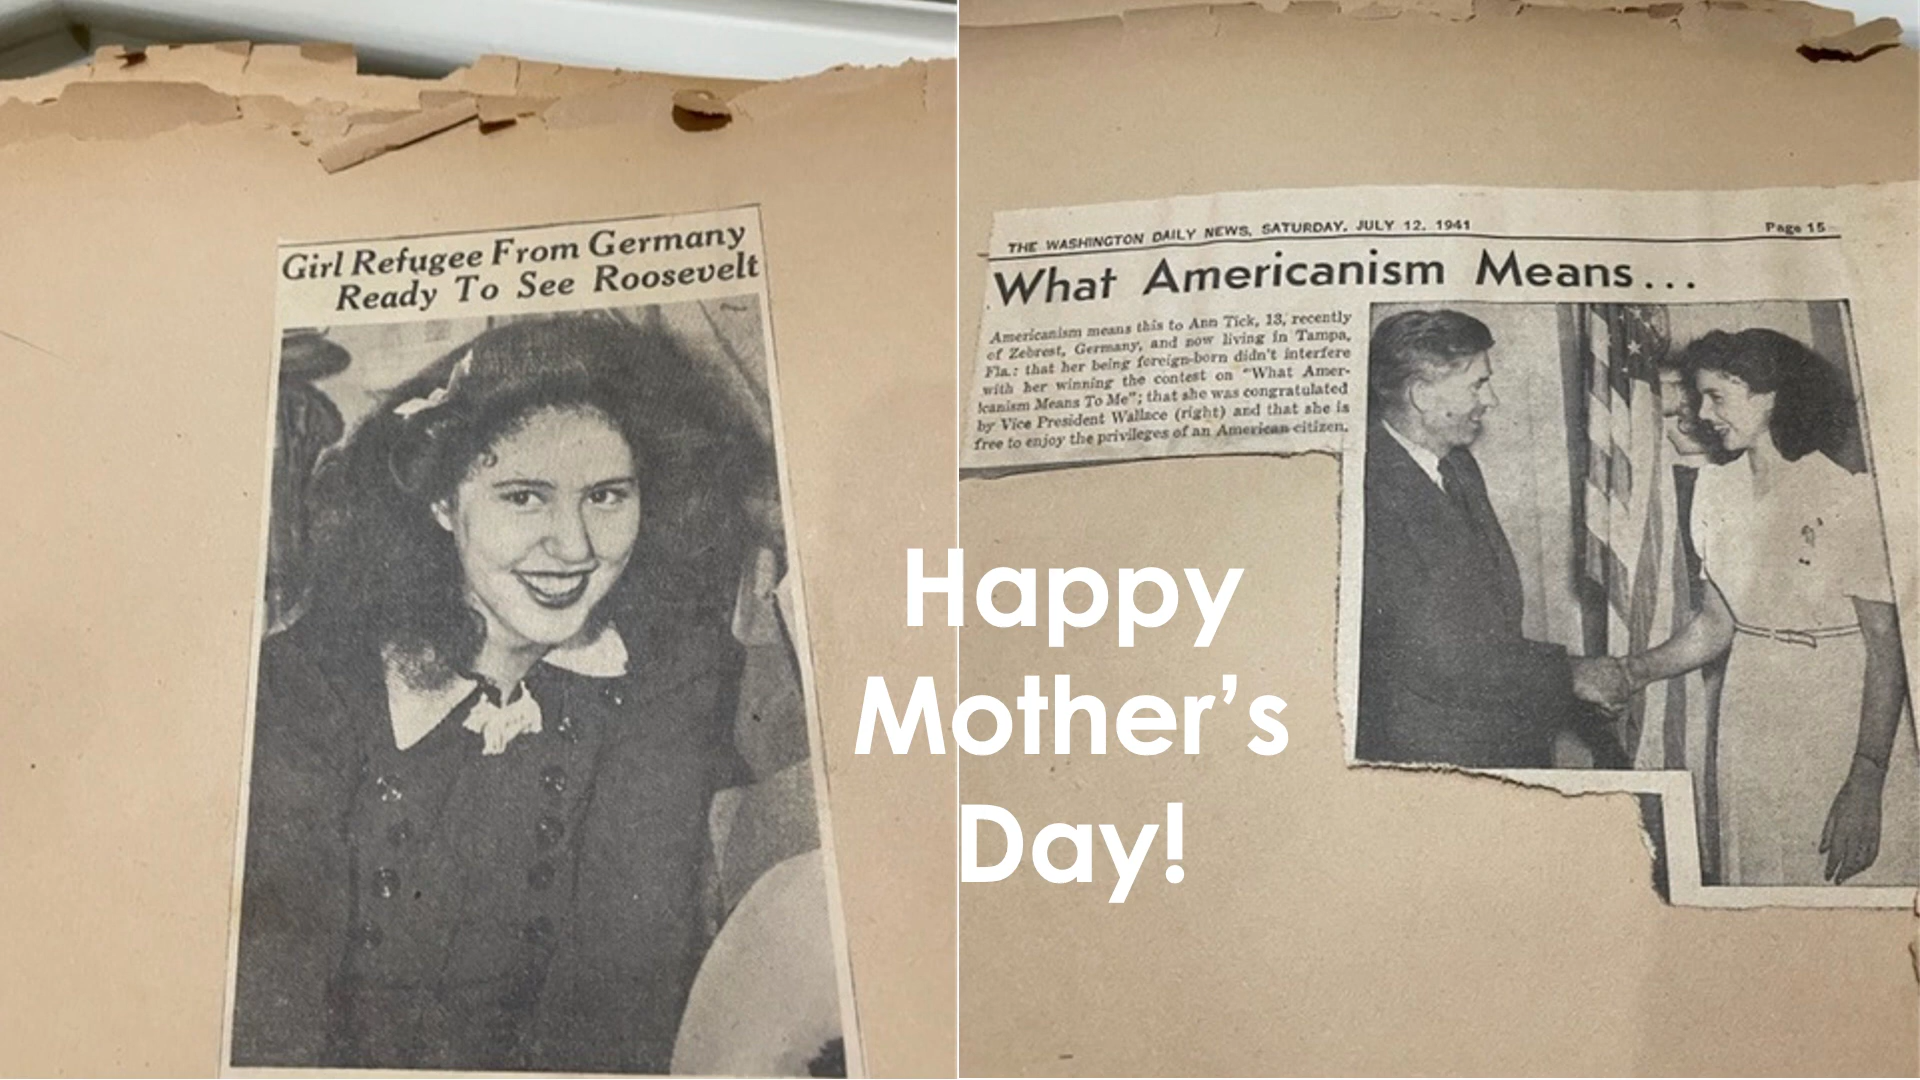 Girl Refugee From Germany
Ready To See Roosevelt
THE WASHINGTON DAILY NEWS, SATURDAY, JULY 12, 1941 Page 15
What Americanism Means...
Americanism means this to Ann Tick, 13, recently
of Zebrest, Germany, and now living in Tampa,
Fla.: that her being foreign-born didn't interfere
with her winning the contest on "What Amer-
icanism Means To Me"; that she was congratulated
by Vice President Wallace (right) and that she is
free to enjoy the privileges of an American citizen.
Happy
Mother’s
Day!